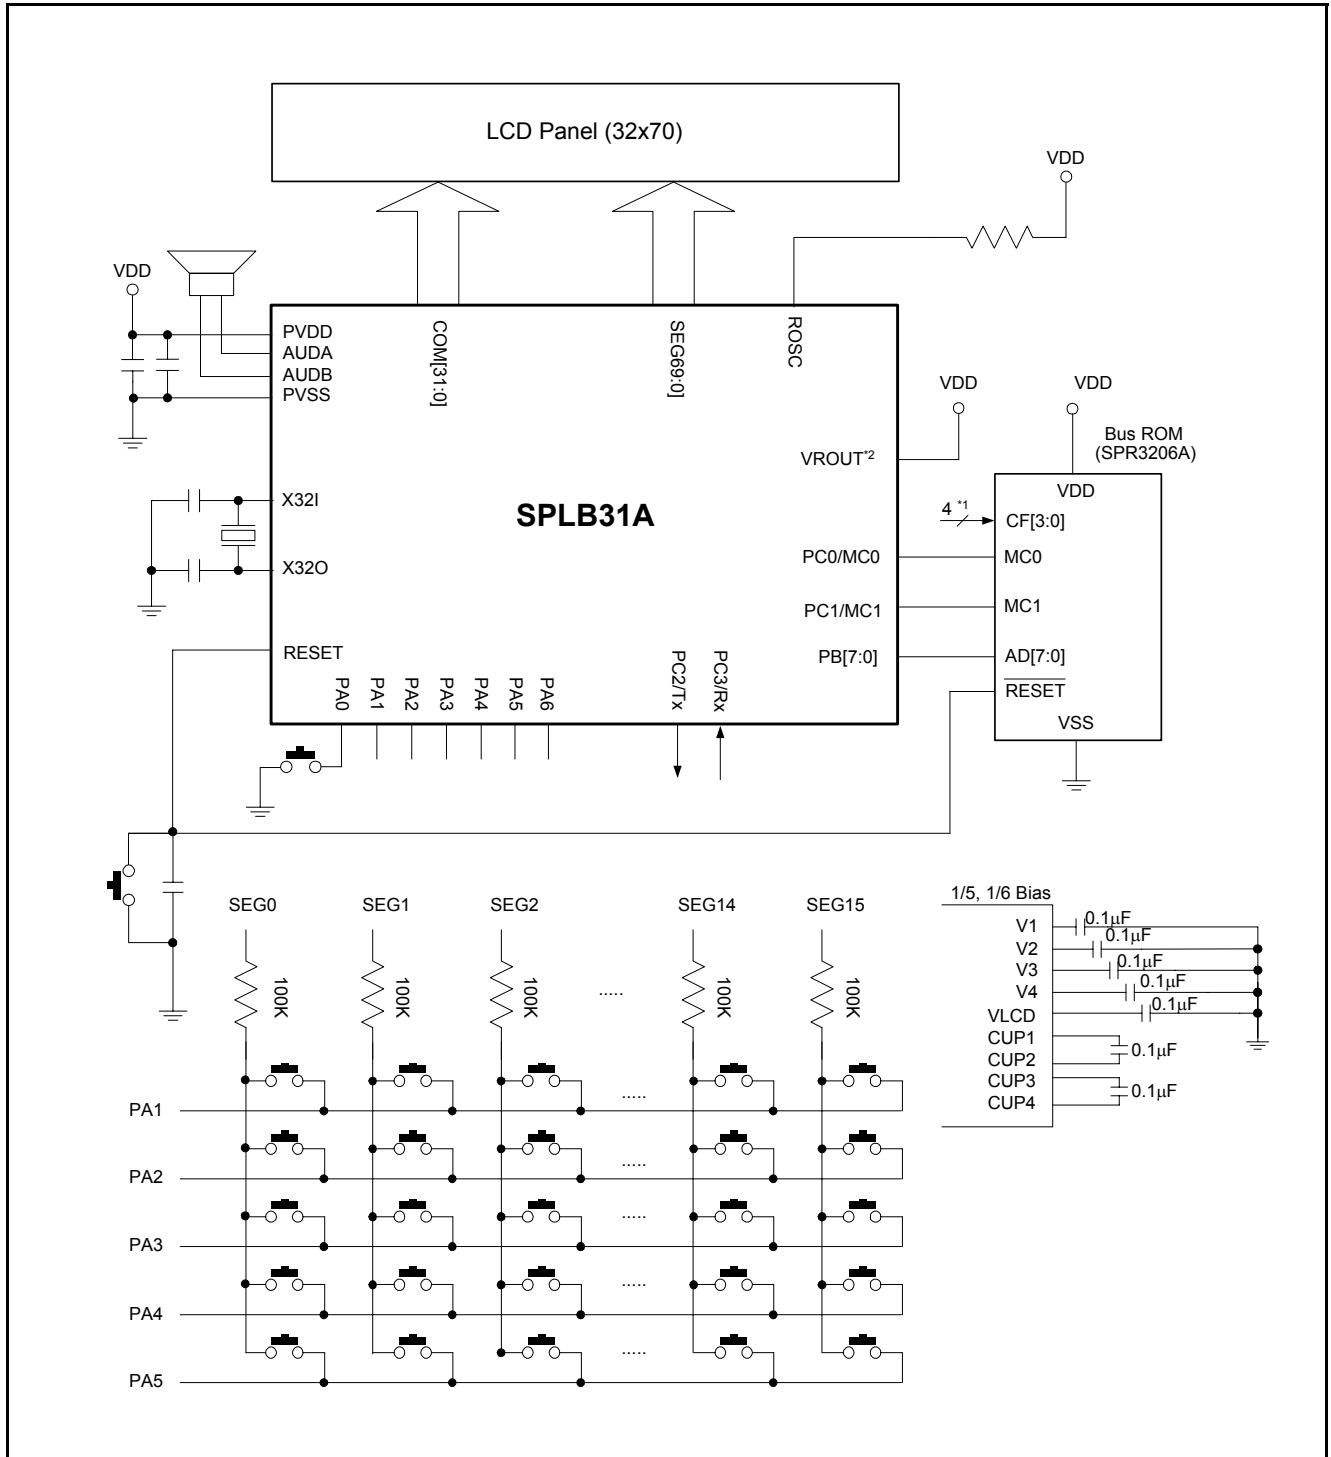 LCD Panel (32x70)
VDD
VDD
PVDD
AUDA
AUDB
PVSS
COM[31:0]
SEG69:0]
ROSC
VDD
VDD
Bus ROM
(SPR3206A)
VROUT*2
VDD
X32I
SPLB31A
4 *1
CF[3:0]
PC0/MC0
MC0
X32O
PC1/MC1
MC1
RESET
PB[7:0]
AD[7:0]
RESET
PA0
PA1
PA2
PA3
PA4
PA5
PA6
PC2/Tx
PC3/Rx
VSS
1/5, 1/6 Bias
V1
0.1μF
V2
0.1μF
V3
0.1μF
V4
0.1μF
VLCD
0.1μF
CUP1
CUP2
0.1μF
CUP3
CUP4
0.1μF
SEG0
SEG1
SEG2
SEG14
SEG15
100K
100K
100K
.....
100K
100K
.....
PA1
.....
PA2
.....
PA3
.....
PA4
.....
PA5